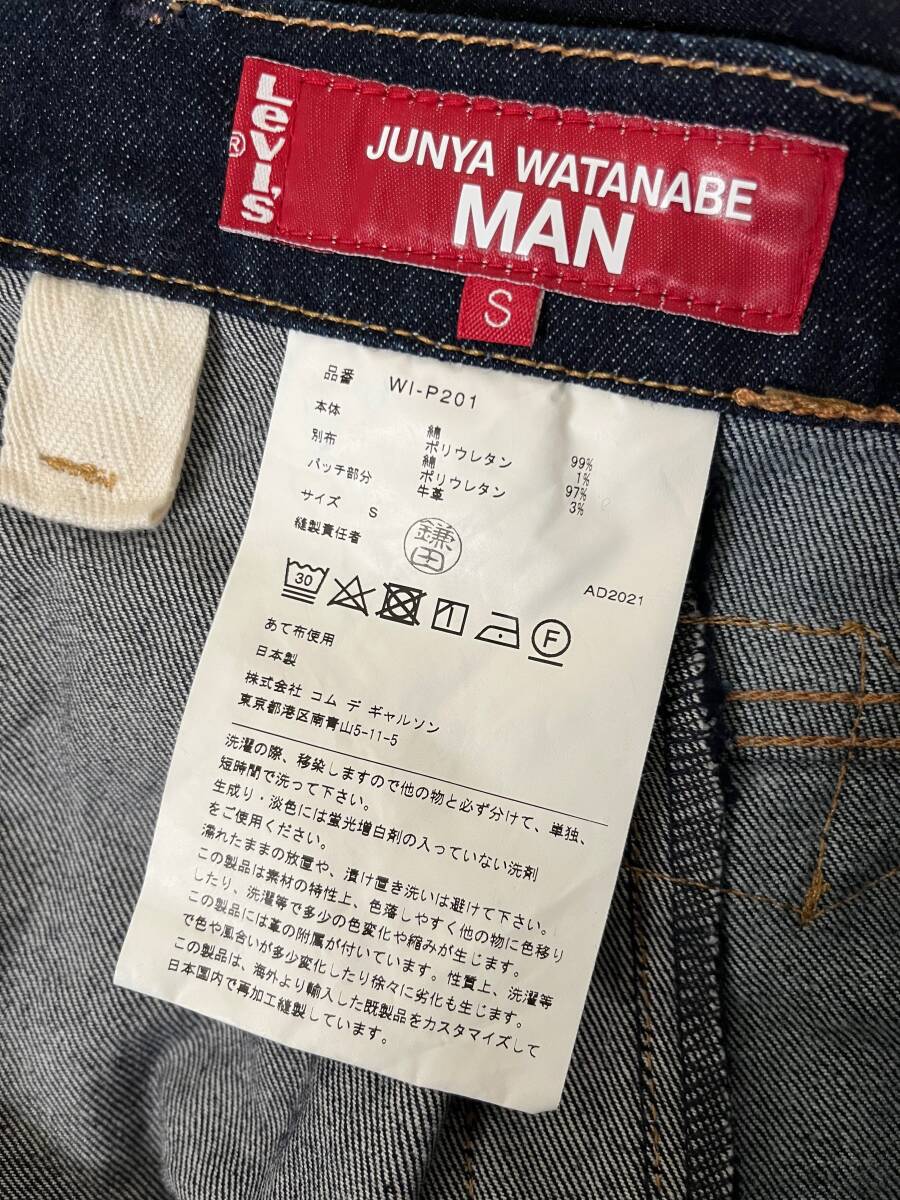 Levi's®
JUNYA WATANABE
MAN
S
品番 WI-P201
本体 綿 99%
ポリウレタン 1%
別布 綿 97%
ポリウレタン 3%
パッチ部分 牛革
サイズ S
縫製責任者 鎌田
AD2021
30
1
F
あて布使用
日本製
株式会社 コム デ ギャルソン
東京都港区南青山5-11-5
洗濯の際、移染しますので他の物と必ず分けて、単独、
短時間で洗って下さい。
生成り・淡色には蛍光増白剤の入っていない洗剤
をご使用ください。
濡れたままの放置や、漬け置き洗いは避けて下さい。
この製品は素材の特性上、色落しやすく他の物に色移り
したり、洗濯等で多少の色変化や縮みが生じます。
この製品には革の附属が付いています。性質上、洗濯等
で色や風合いが多少変化したり徐々に劣化も生じます。
この製品は、海外より輸入した既製品をカスタマイズして
日本国内で再加工縫製しています。